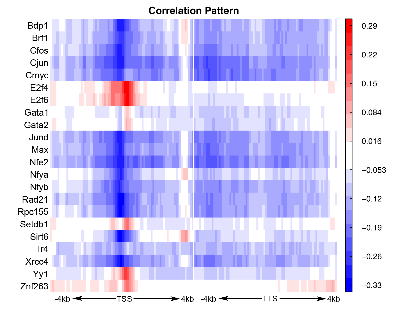 Correlation Pattern
Bdp1
Brf1
Cfos
Cjun
Cmyc
E2f4
E2f6
Gata1
Gata2
Jund
Max
Nfe2
Nfya
Nfyb
Rad21
Rpc155
Setdb1
Sirt6
Tr4
Xrcc4
Yy1
Znf263
-4kb TSS 4kb -4kb TTS 4kb
0.29
0.22
0.15
0.084
0.016
−0.053
−0.12
−0.19
−0.26
−0.33